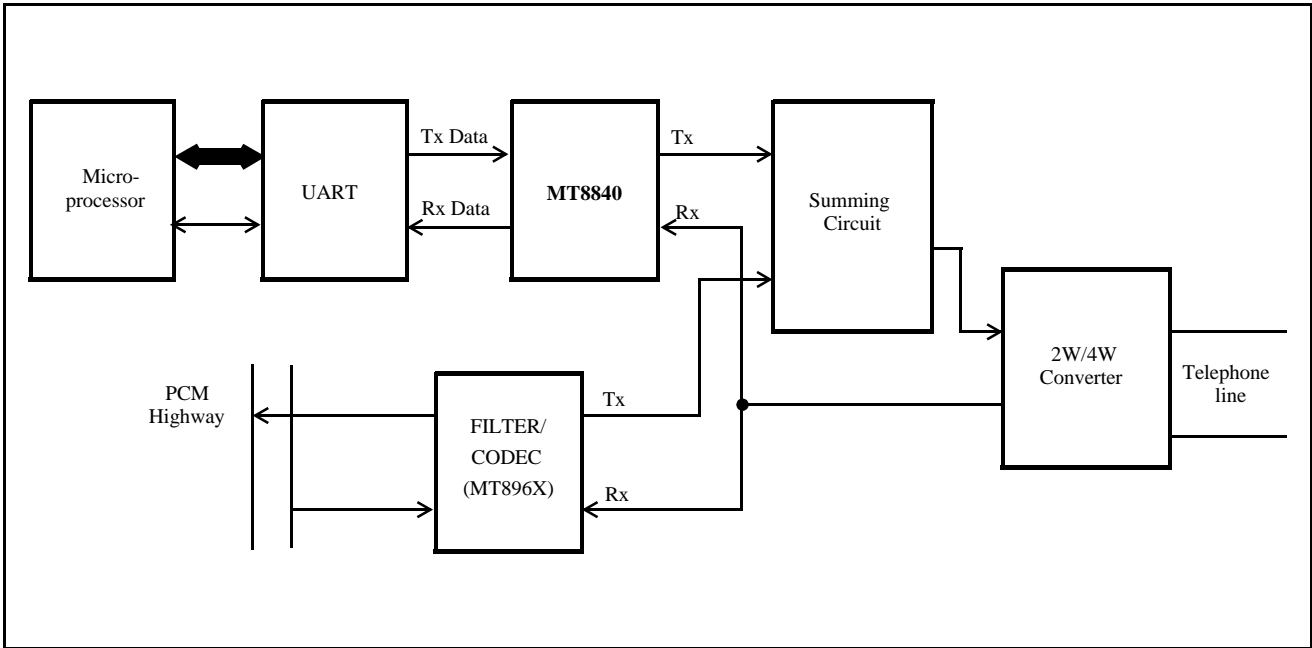 Micro-
processor
UART
Tx Data
Rx Data
MT8840
Tx
Rx
Summing
Circuit
2W/4W
Converter
Telephone
line
PCM
Highway
FILTER/
CODEC
(MT896X)
Tx
Rx